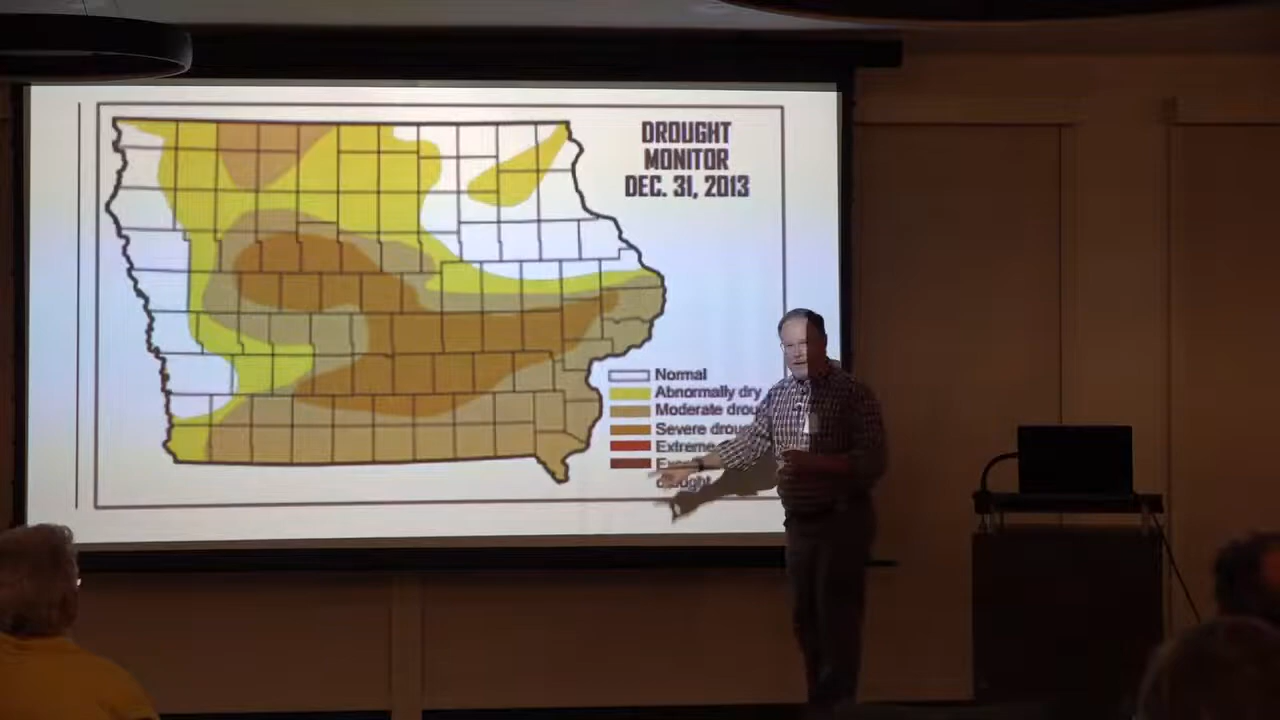 DROUGHT
MONITOR
DEC. 31, 2013
Normal
Abnormally dry
Moderate drou
Severe drou
Extreme